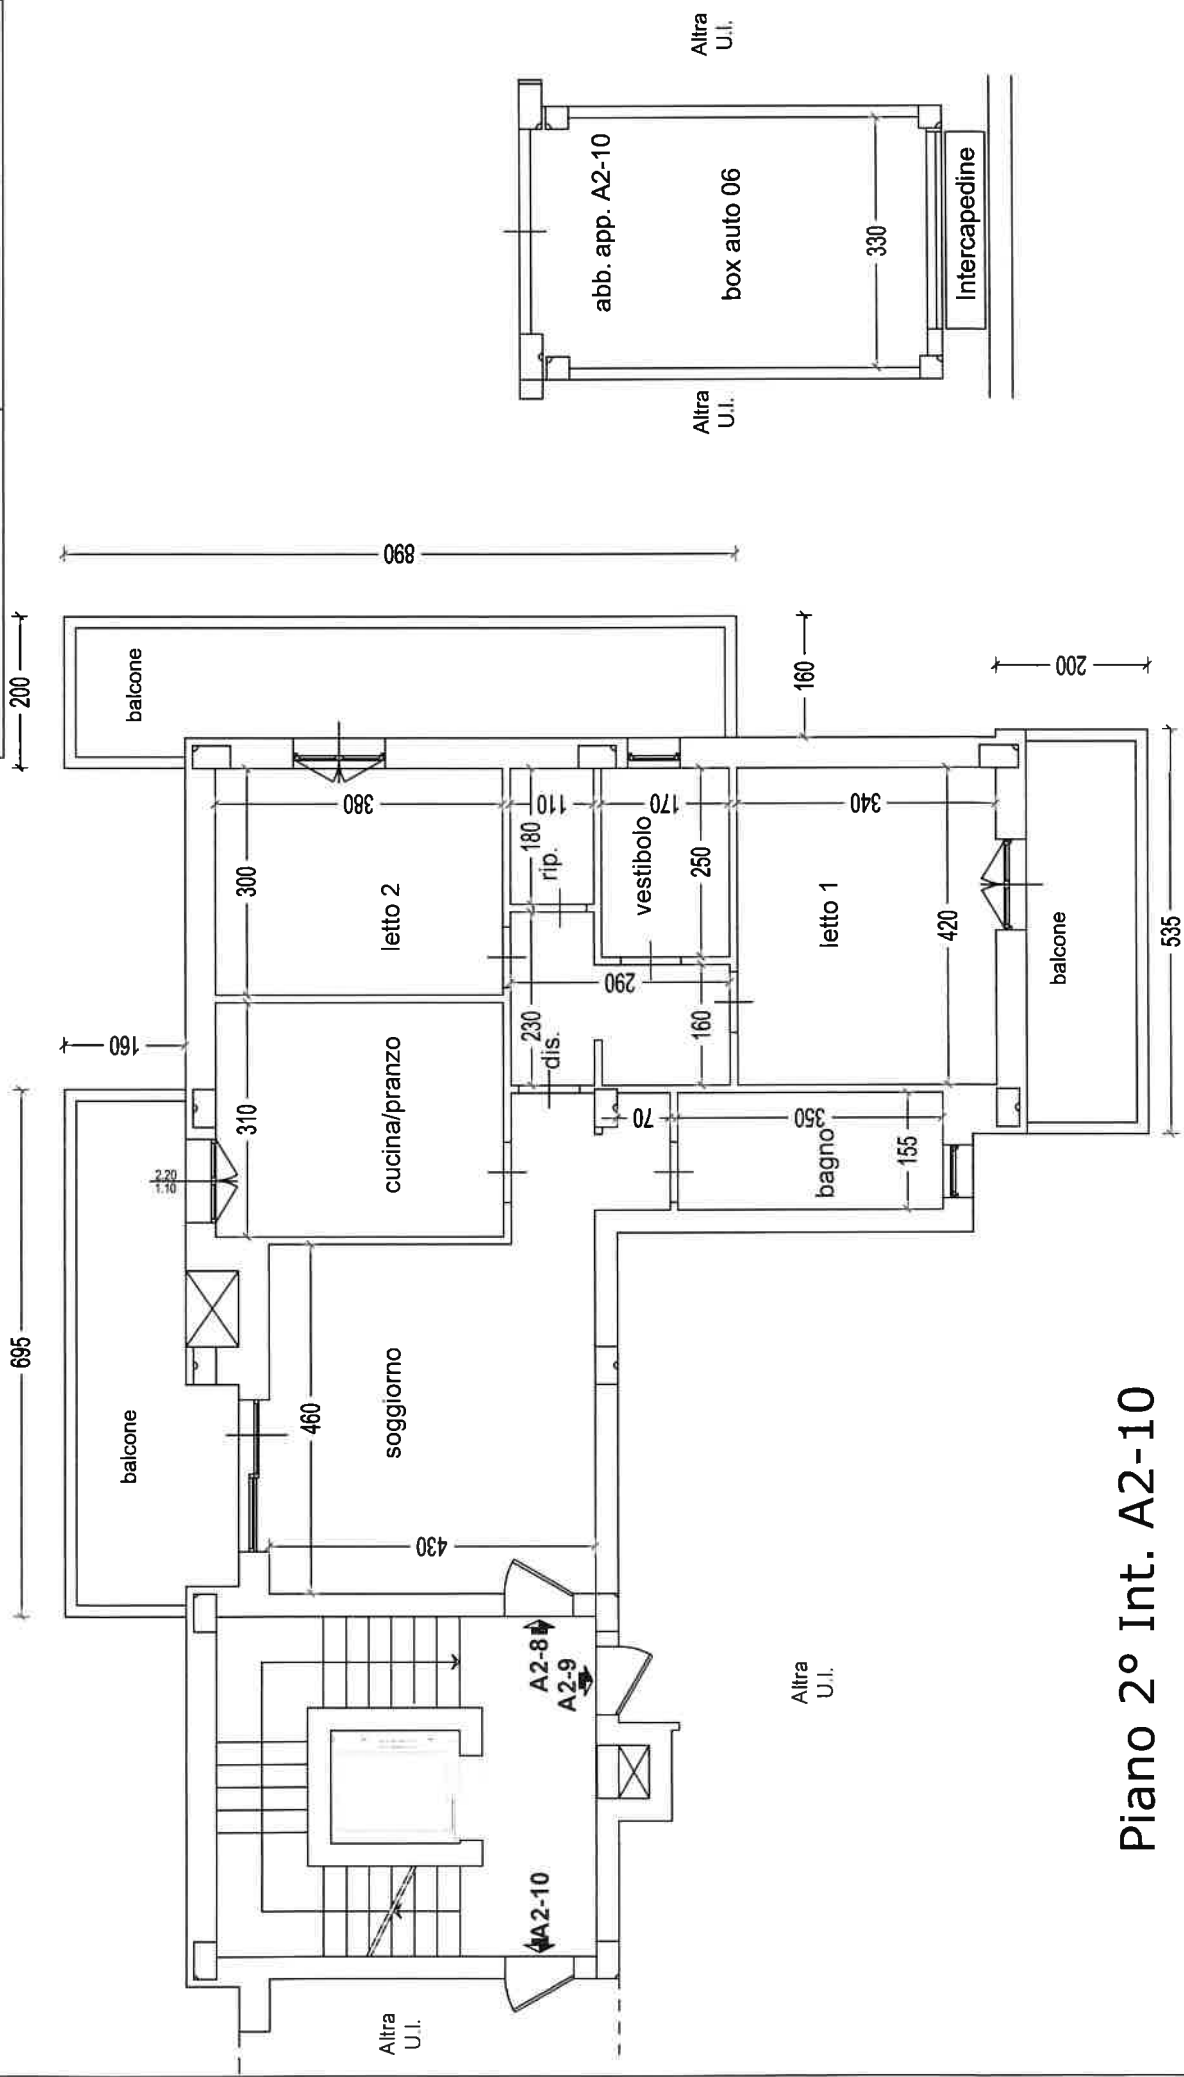 Piano 2° Int. A2-10
695
200
balcone
balcone
160
890
2.20
1.10
310
300
380
cucina/pranzo
letto 2
460
soggiorno
430
230
dis.
180
rip.
110
290
160
vestibolo
170
250
70
350
bagno
155
letto 1
340
420
160
200
balcone
535
A2-10
A2-8
A2-9
Altra
U.I.
Altra
U.I.
Altra
U.I.
abb. app. A2-10
box auto 06
330
Intercapedine
Altra
U.I.